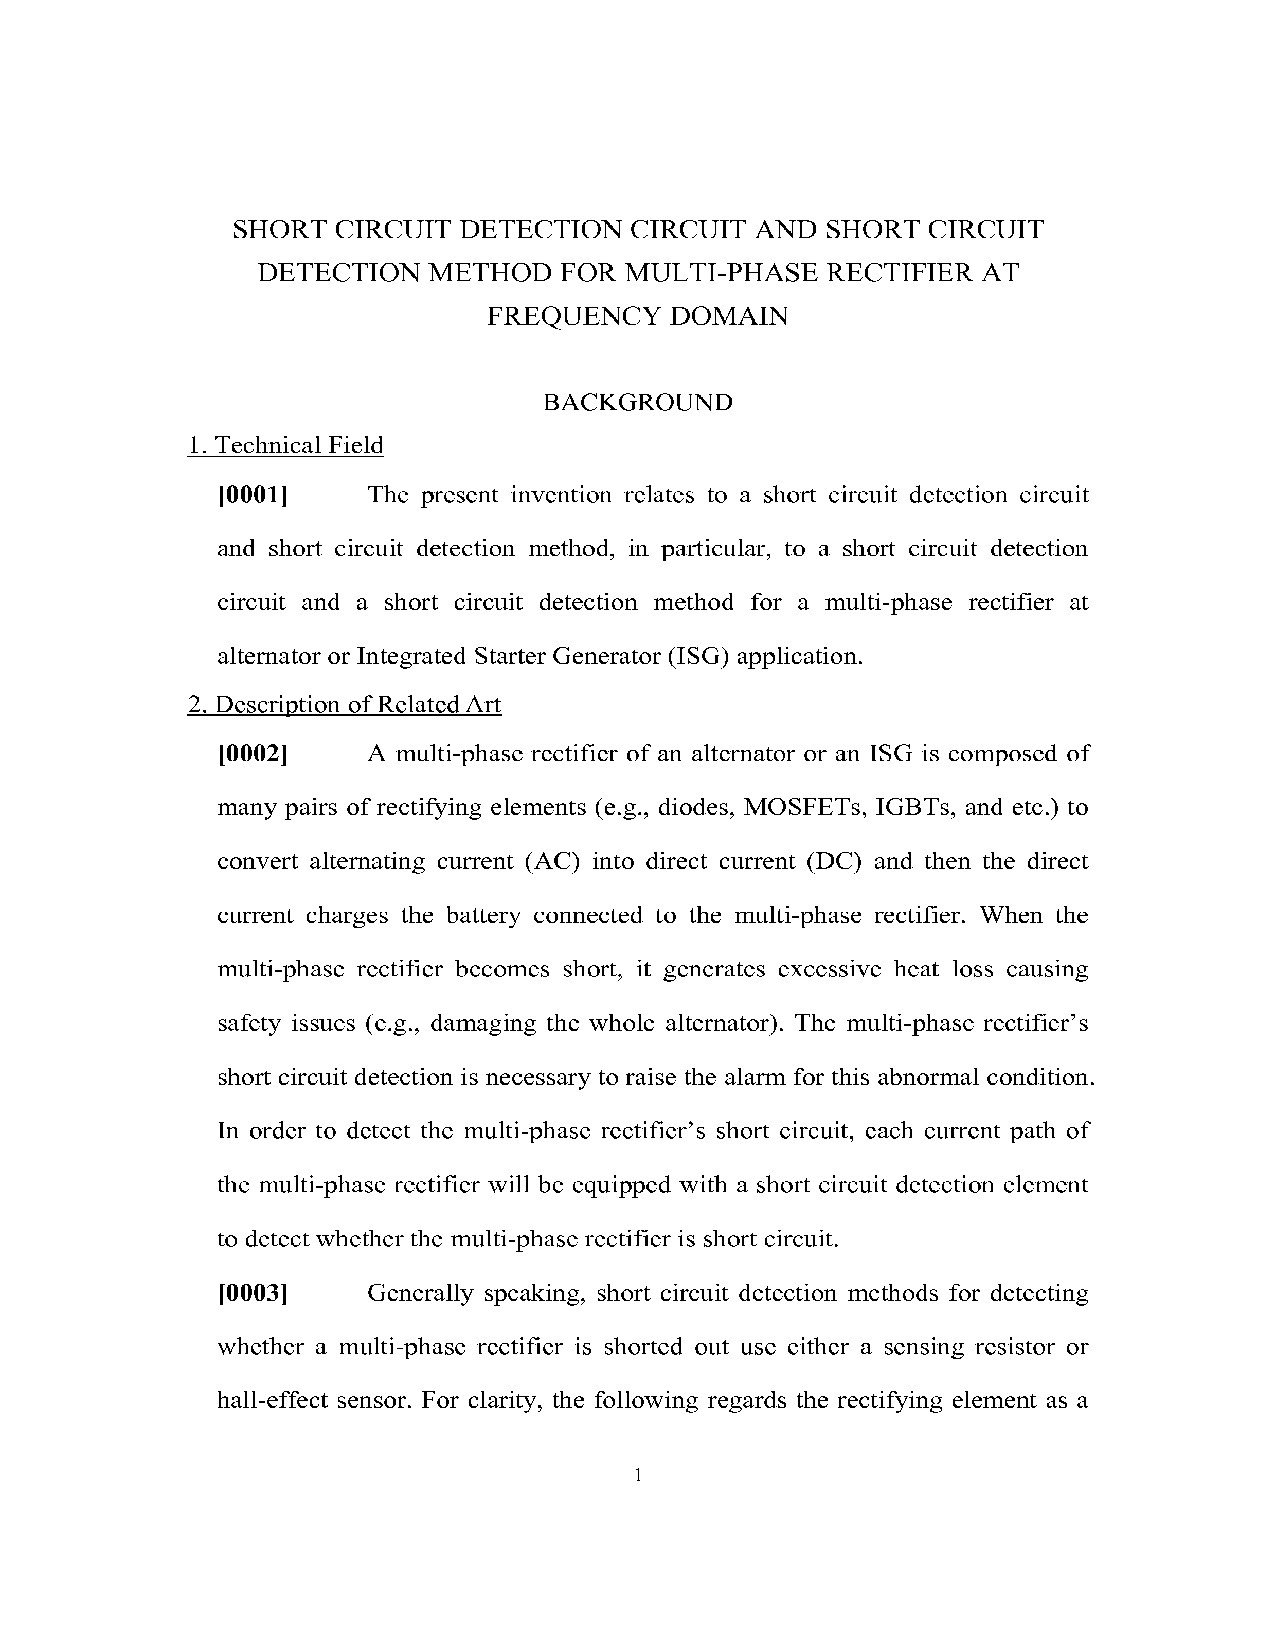 SHORT CIRCUIT DETECTION CIRCUIT AND SHORT CIRCUIT
DETECTION METHOD FOR MULTI-PHASE RECTIFIER AT
FREQUENCY DOMAIN
BACKGROUND
1. Technical Field
[0001] The present invention relates to a short circuit detection circuit
and short circuit detection method, in particular, to a short circuit detection
circuit and a short circuit detection method for a multi-phase rectifier at
alternator or Integrated Starter Generator (ISG) application.
2. Description of Related Art
[0002] A multi-phase rectifier of an alternator or an ISG is composed of
many pairs of rectifying elements (e.g., diodes, MOSFETs, IGBTs, and etc.) to
convert alternating current (AC) into direct current (DC) and then the direct
current charges the battery connected to the multi-phase rectifier. When the
multi-phase rectifier becomes short, it generates excessive heat loss causing
safety issues (e.g., damaging the whole alternator). The multi-phase rectifier’s
short circuit detection is necessary to raise the alarm for this abnormal condition.
In order to detect the multi-phase rectifier’s short circuit, each current path of
the multi-phase rectifier will be equipped with a short circuit detection element
to detect whether the multi-phase rectifier is short circuit.
[0003] Generally speaking, short circuit detection methods for detecting
whether a multi-phase rectifier is shorted out use either a sensing resistor or
hall-effect sensor. For clarity, the following regards the rectifying element as a
1